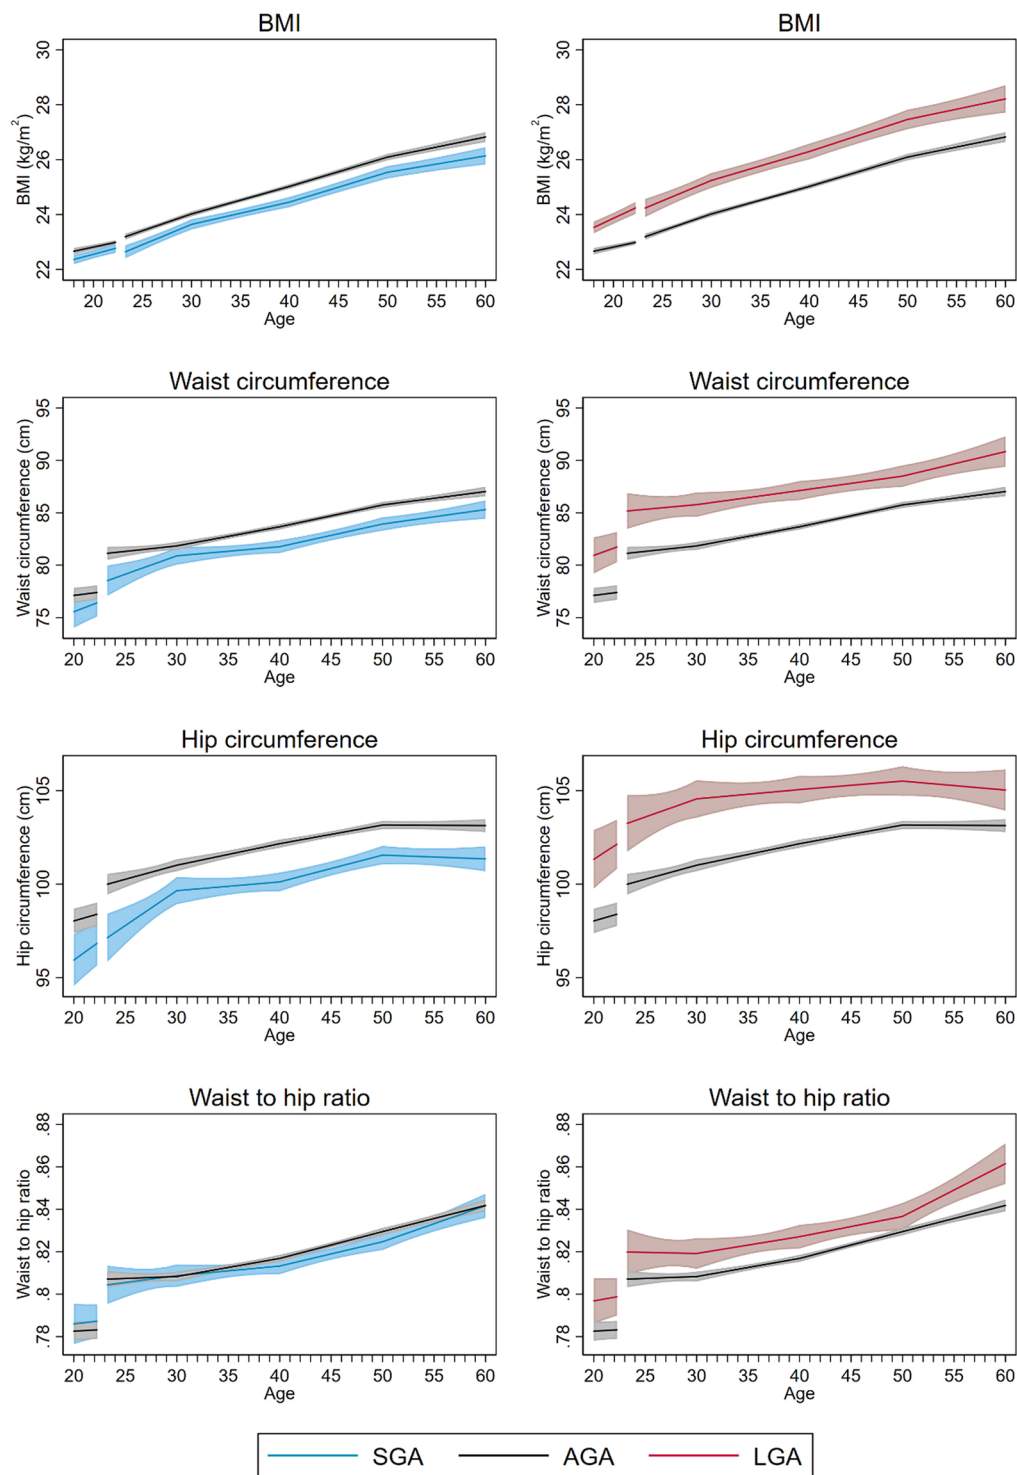 BMI
BMI
BMI (kg/m²)
30
28
26
24
22
20 25 30 35 40 45 50 55 60
Age
BMI (kg/m²)
30
28
26
24
22
20 25 30 35 40 45 50 55 60
Age
Waist circumference
Waist circumference
Waist circumference (cm)
95
90
85
80
75
20 25 30 35 40 45 50 55 60
Age
Waist circumference (cm)
95
90
85
80
75
20 25 30 35 40 45 50 55 60
Age
Hip circumference
Hip circumference
Hip circumference (cm)
105
100
95
20 25 30 35 40 45 50 55 60
Age
Hip circumference (cm)
105
100
95
20 25 30 35 40 45 50 55 60
Age
Waist to hip ratio
Waist to hip ratio
Waist to hip ratio
.88
.86
.84
.82
.8
.78
20 25 30 35 40 45 50 55 60
Age
Waist to hip ratio
.88
.86
.84
.82
.8
.78
20 25 30 35 40 45 50 55 60
Age
SGA AGA LGA